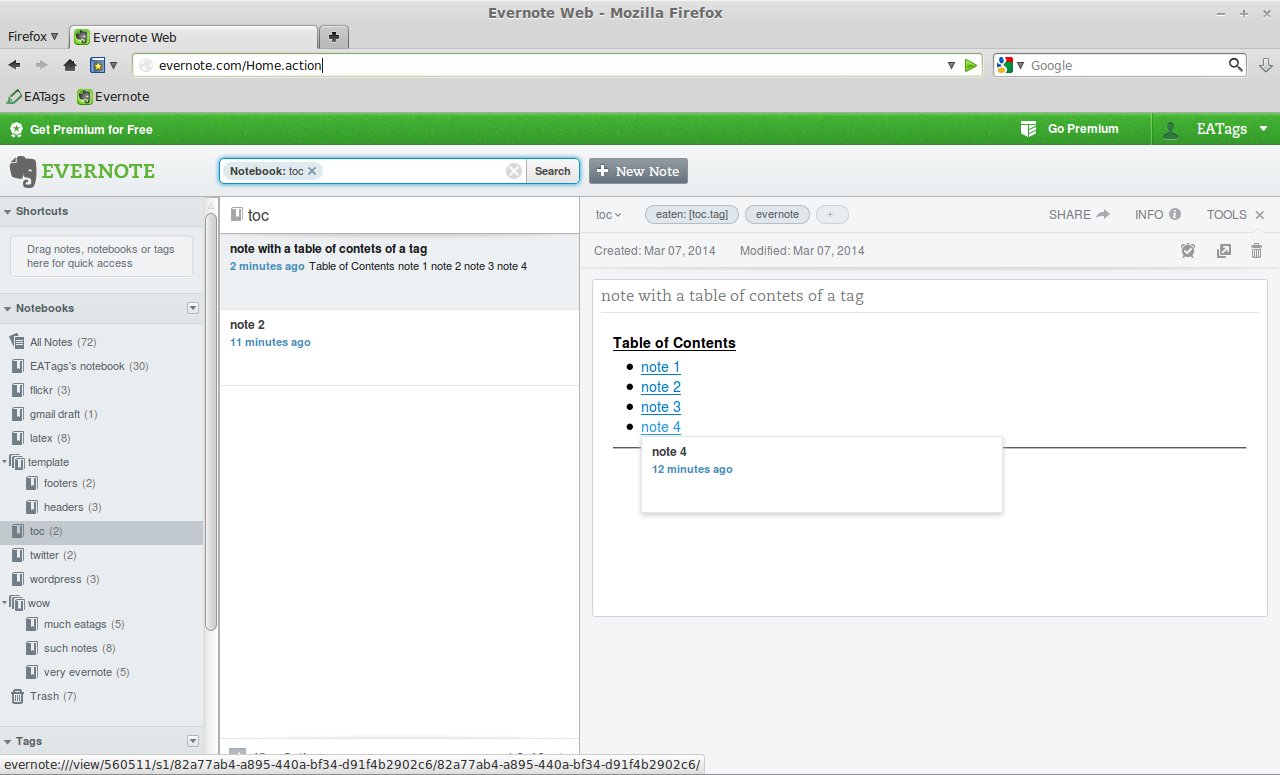 Evernote Web - Mozilla Firefox
Firefox
Evernote Web
evernote.com/Home.action
Google
EATags Evernote
Get Premium for Free
Go Premium
EATags
EVERNOTE
Notebook: toc
Search
New Note
Shortcuts
Drag notes, notebooks or tags
here for quick access
Notebooks
All Notes (72)
EATags's notebook (30)
flickr (3)
gmail draft (1)
latex (8)
template
footers (2)
headers (3)
toc (2)
twitter (2)
wordpress (3)
wow
much eatags (5)
such notes (8)
very evernote (5)
Trash (7)
Tags
toc
note with a table of contets of a tag
2 minutes ago Table of Contents note 1 note 2 note 3 note 4
note 2
11 minutes ago
toc
eaten: [toc.tag]
evernote
+
SHARE
INFO
TOOLS
Created: Mar 07, 2014 Modified: Mar 07, 2014
note with a table of contets of a tag
Table of Contents
note 1
note 2
note 3
note 4
note 4
12 minutes ago
evernote:///view/560511/s1/82a77ab4-a895-440a-bf34-d91f4b2902c6/82a77ab4-a895-440a-bf34-d91f4b2902c6/